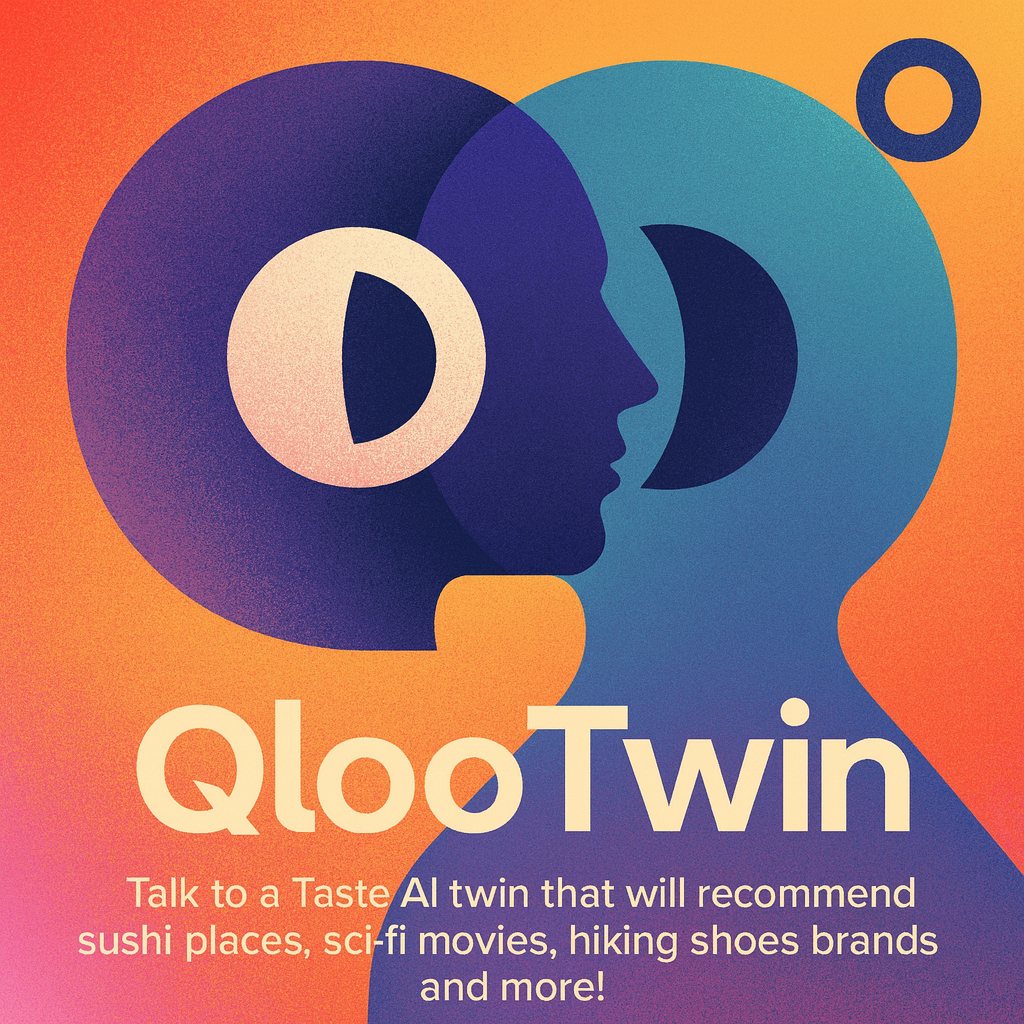 QlooTwin
Talk to a Taste AI twin that will recommend
sushi places, sci-fi movies, hiking shoes brands
and more!